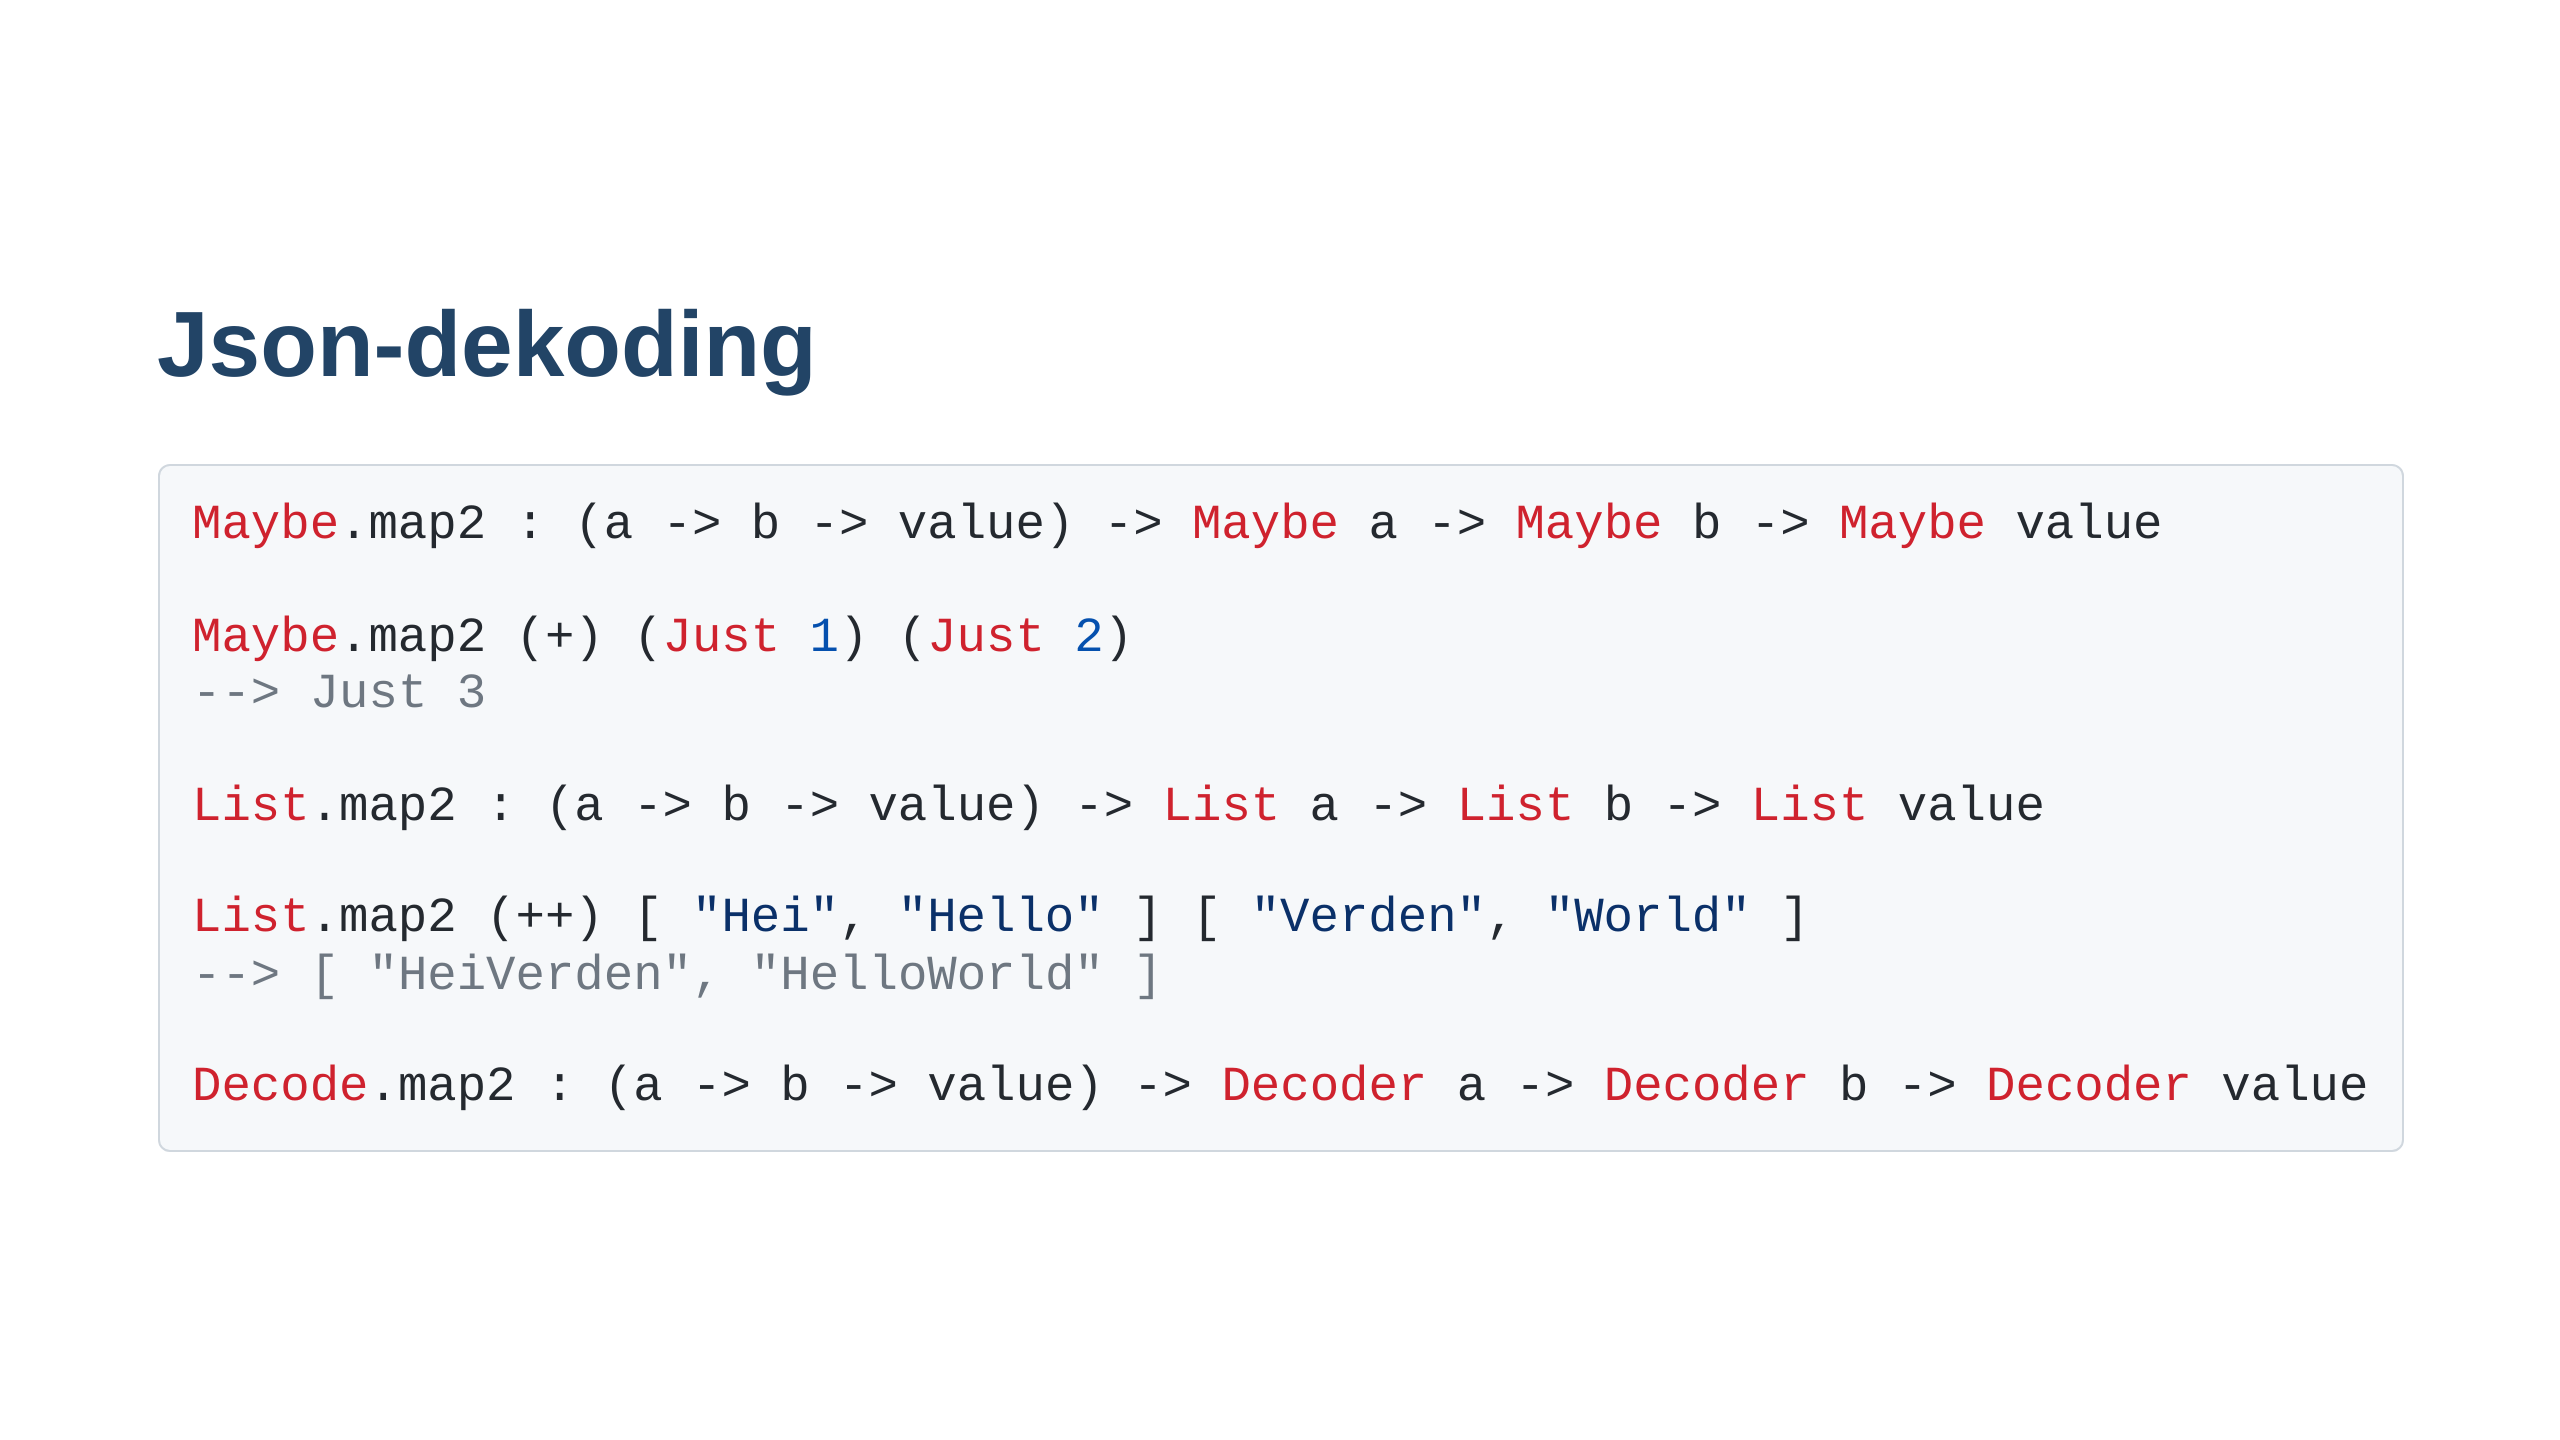 Json-dekoding
Maybe.map2 : (a -> b -> value) -> Maybe a -> Maybe b -> Maybe value
Maybe.map2 (+) (Just 1) (Just 2)
--> Just 3
List.map2 : (a -> b -> value) -> List a -> List b -> List value
List.map2 (++) [ "Hei", "Hello" ] [ "Verden", "World" ]
--> [ "HeiVerden", "HelloWorld" ]
Decode.map2 : (a -> b -> value) -> Decoder a -> Decoder b -> Decoder value